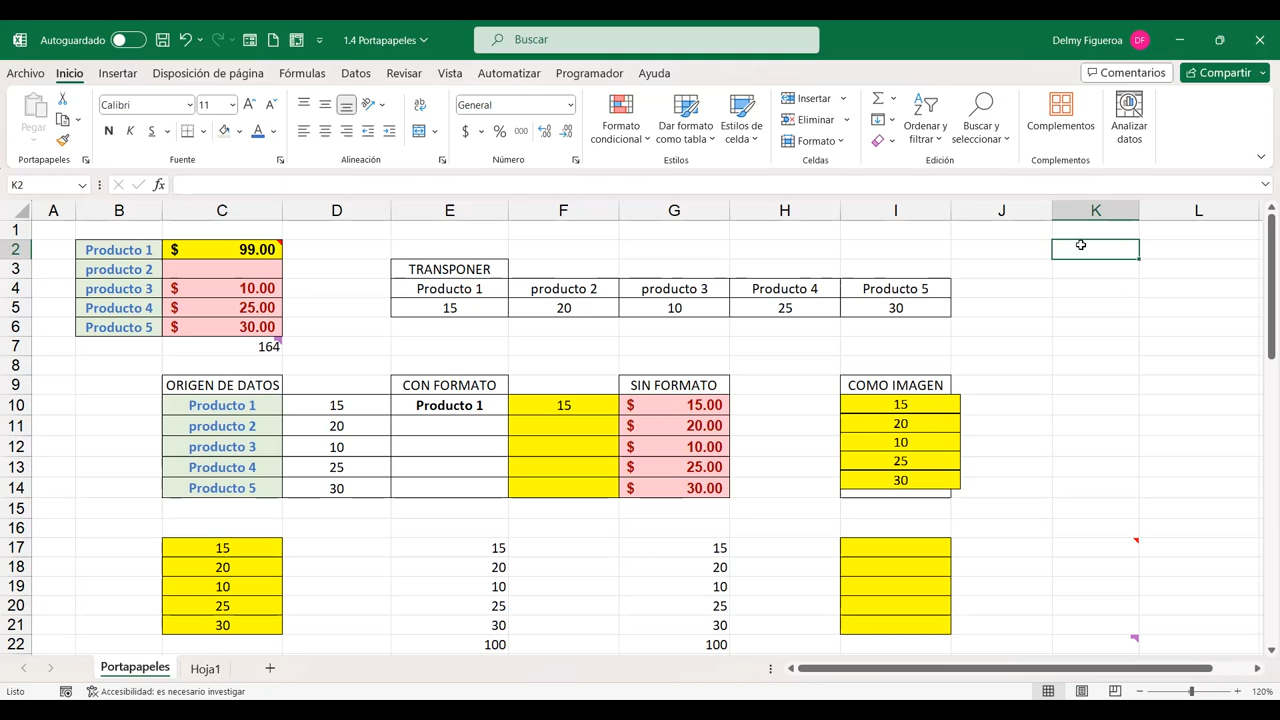 Autoguardado 1.4 Portapapeles Buscar Delmy Figueroa DF
Archivo Inicio Insertar Disposición de página Fórmulas Datos Revisar Vista Automatizar Programador Ayuda Comentarios Compartir
Pegar Calibri 11 General Formato condicional Dar formato como tabla Estilos de celda Insertar Eliminar Formato Ordenar y filtrar Buscar y seleccionar Complementos Analizar datos
N K S $ % 000
Portapapeles Fuente Alineación Número Estilos Celdas Edición Complementos
K2 fx
A B C D E F G H I J K L
1
2 Producto 1 $ 99.00
3 producto 2 TRANSPONER
4 producto 3 $ 10.00 Producto 1 producto 2 producto 3 Producto 4 Producto 5
5 Producto 4 $ 25.00 15 20 10 25 30
6 Producto 5 $ 30.00
7 164
8
9 ORIGEN DE DATOS CON FORMATO SIN FORMATO COMO IMAGEN
10 Producto 1 15 Producto 1 15 $ 15.00 15
11 producto 2 20 $ 20.00 20
12 producto 3 10 $ 10.00 10
13 Producto 4 25 $ 25.00 25
14 Producto 5 30 $ 30.00 30
15
16
17 15 15 15
18 20 20 20
19 10 10 10
20 25 25 25
21 30 30 30
22 100 100
Portapapeles Hoja1
Listo Accesibilidad: es necesario investigar 120%